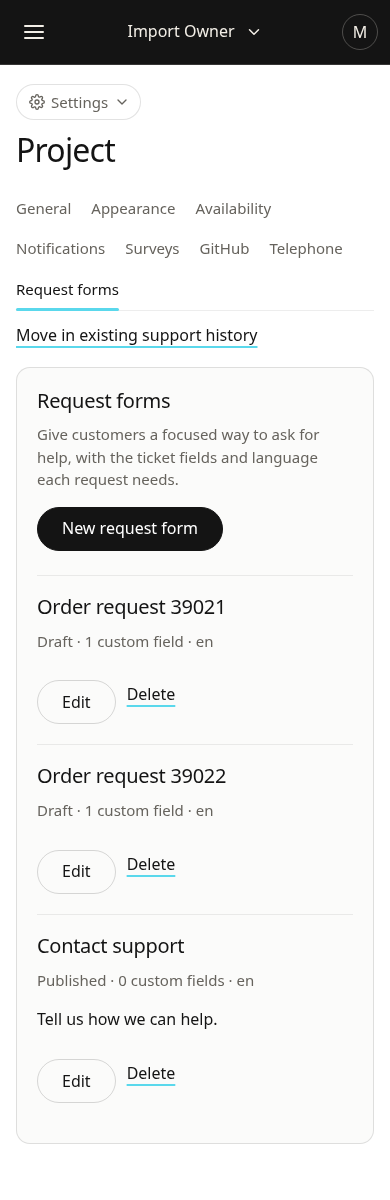 Import Owner
M
Settings
Project
General Appearance Availability
Notifications Surveys GitHub Telephone
Request forms
Move in existing support history
Request forms
Give customers a focused way to ask for
help, with the ticket fields and language
each request needs.
New request form
Order request 39021
Draft · 1 custom field · en
Edit Delete
Order request 39022
Draft · 1 custom field · en
Edit Delete
Contact support
Published · 0 custom fields · en
Tell us how we can help.
Edit Delete